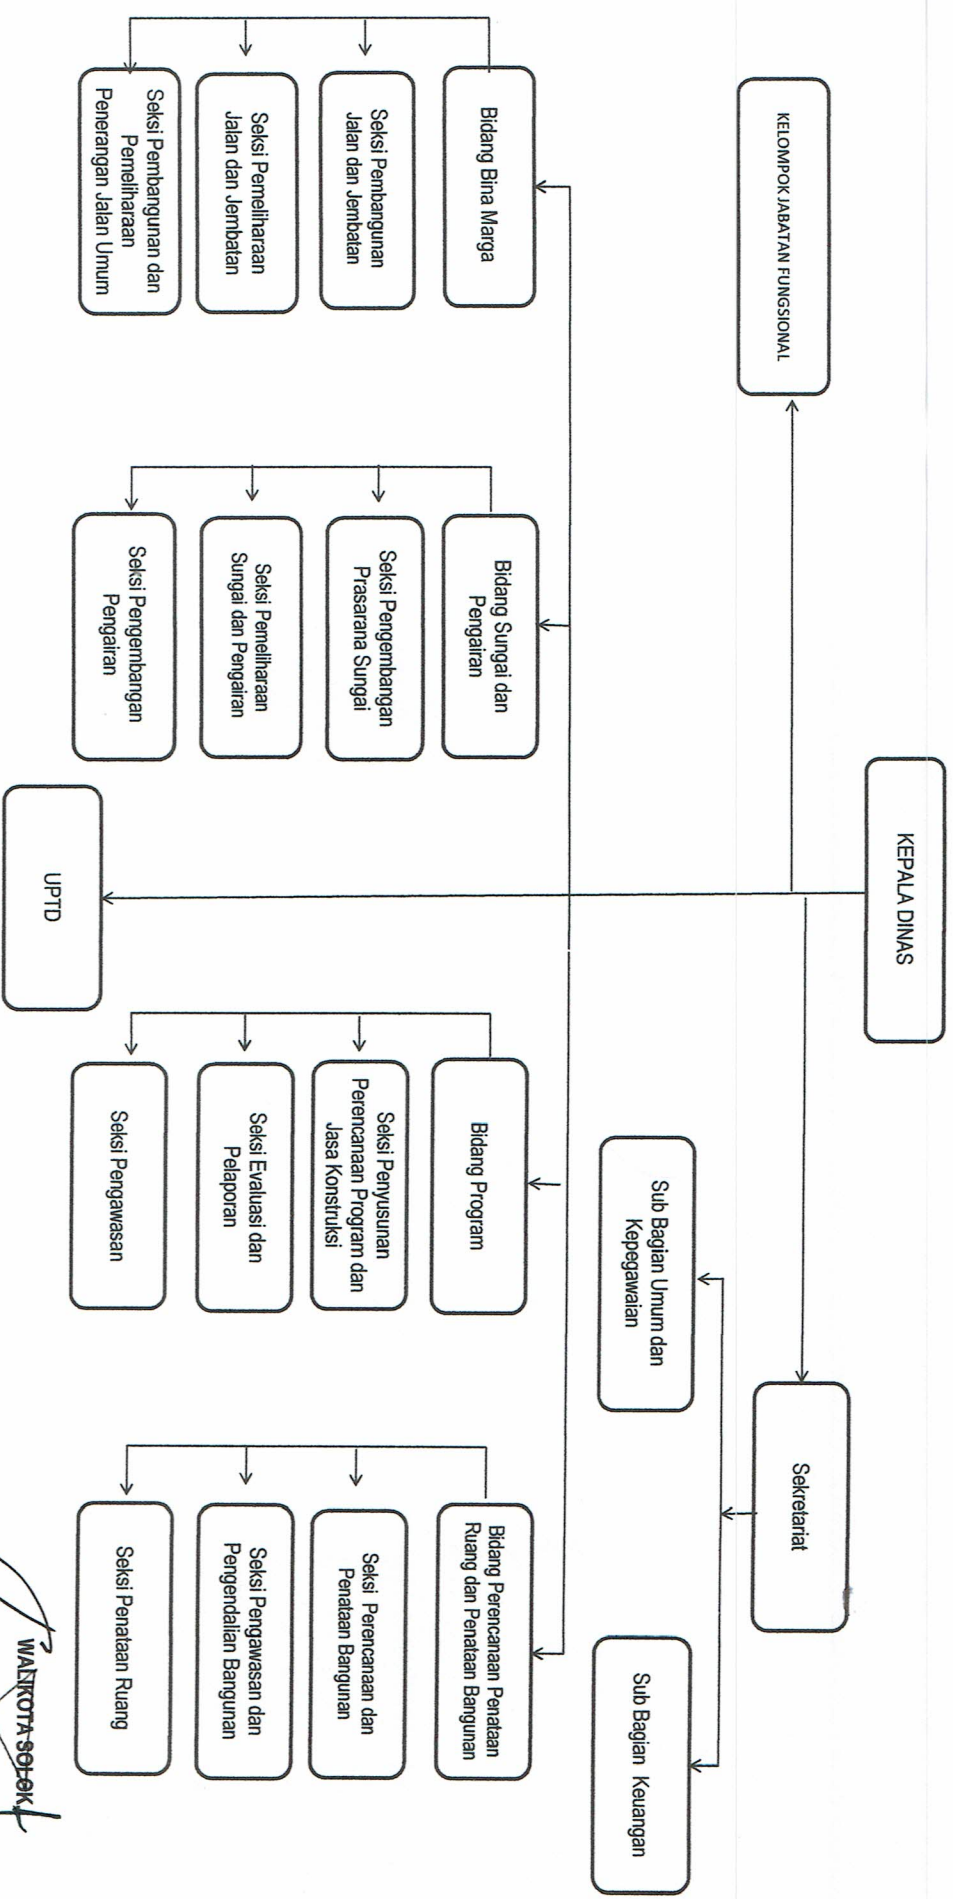 KEPALA DINAS
KELOMPOK JABATAN FUNGSIONAL
Sekretariat
Sub Bagian Umum dan
Kepegawaian
Sub Bagian Keuangan
Bidang Bina Marga
Seksi Pembangunan
Jalan dan Jembatan
Seksi Pemeliharaan
Jalan dan Jembatan
Seksi Pembangunan dan
Pemeliharaan
Penerangan Jalan Umum
Bidang Sungai dan
Pengairan
Seksi Pengembangan
Prasarana Sungai
Seksi Pemeliharaan
Sungai dan Pengairan
Seksi Pengembangan
Pengairan
Bidang Program
Seksi Penyusunan
Perencanaan Program dan
Jasa Konstruksi
Seksi Evaluasi dan
Pelaporan
Seksi Pengawasan
Bidang Perencanaan Penataan
Ruang dan Penataan Bangunan
Seksi Perencanaan dan
Penataan Bangunan
Seksi Pengawasan dan
Pengendalian Bangunan
Seksi Penataan Ruang
UPTD
WALIKOTA SOLOK,